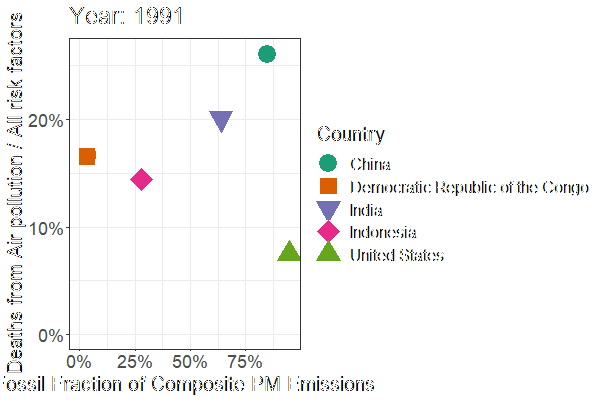 Year: 1991
Deaths from Air pollution / All risk factors
20%
10%
0%
0%
25%
50%
75%
ossil Fraction of Composite PM Emissions
Country
China
Democratic Republic of the Congo
India
Indonesia
United States